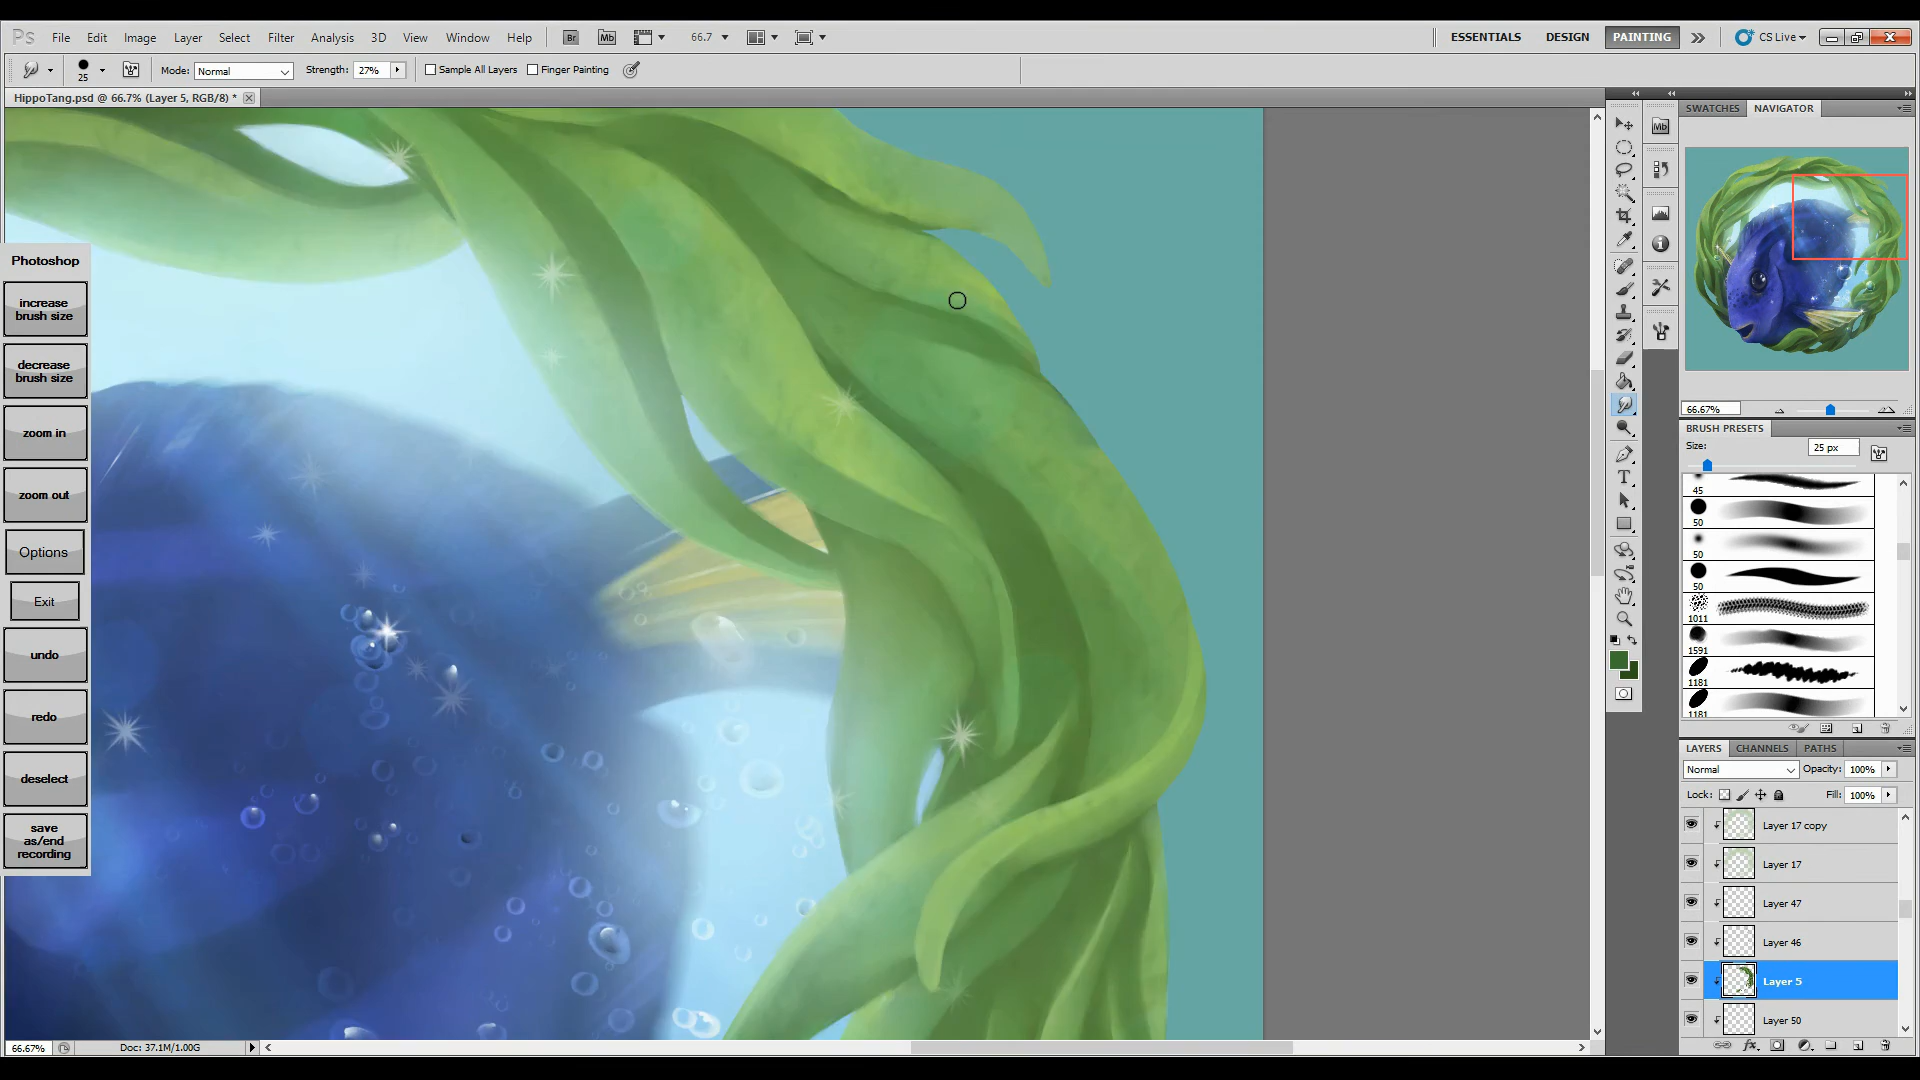 Ps File Edit Image Layer Select Filter Analysis 3D View Window Help Br Mb 66.7 ESSENTIALS DESIGN PAINTING CS Live
25 Mode: Normal Strength: 27% Sample All Layers Finger Painting
HippoTang.psd @ 66.7% (Layer 5, RGB/8) *
SWATCHES NAVIGATOR
Mb
Photoshop
increase
brush size
decrease
brush size
zoom in
zoom out
Options
Exit
undo
redo
deselect
save
as/end
recording
66.67%
BRUSH PRESETS
Size: 25 px
45
50
50
50
1011
1591
1181
1181
LAYERS CHANNELS PATHS
Normal Opacity: 100%
Lock: Fill: 100%
Layer 17 copy
Layer 17
Layer 47
Layer 46
Layer 5
Layer 50
66.67% Doc: 37.1M/1.00G